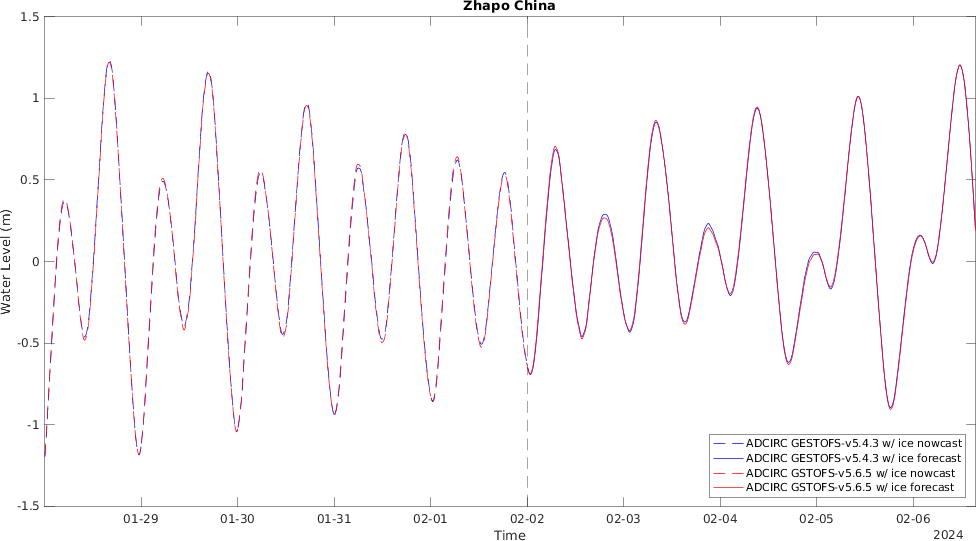 Zhapo China
1.5
1
0.5
0
-0.5
-1
-1.5
Water Level (m)
ADCIRC GESTOFS-v5.4.3 w/ ice nowcast
ADCIRC GESTOFS-v5.4.3 w/ ice forecast
ADCIRC GSTOFS-v5.6.5 w/ ice nowcast
ADCIRC GSTOFS-v5.6.5 w/ ice forecast
01-29 01-30 01-31 02-01 02-02 02-03 02-04 02-05 02-06
Time
2024